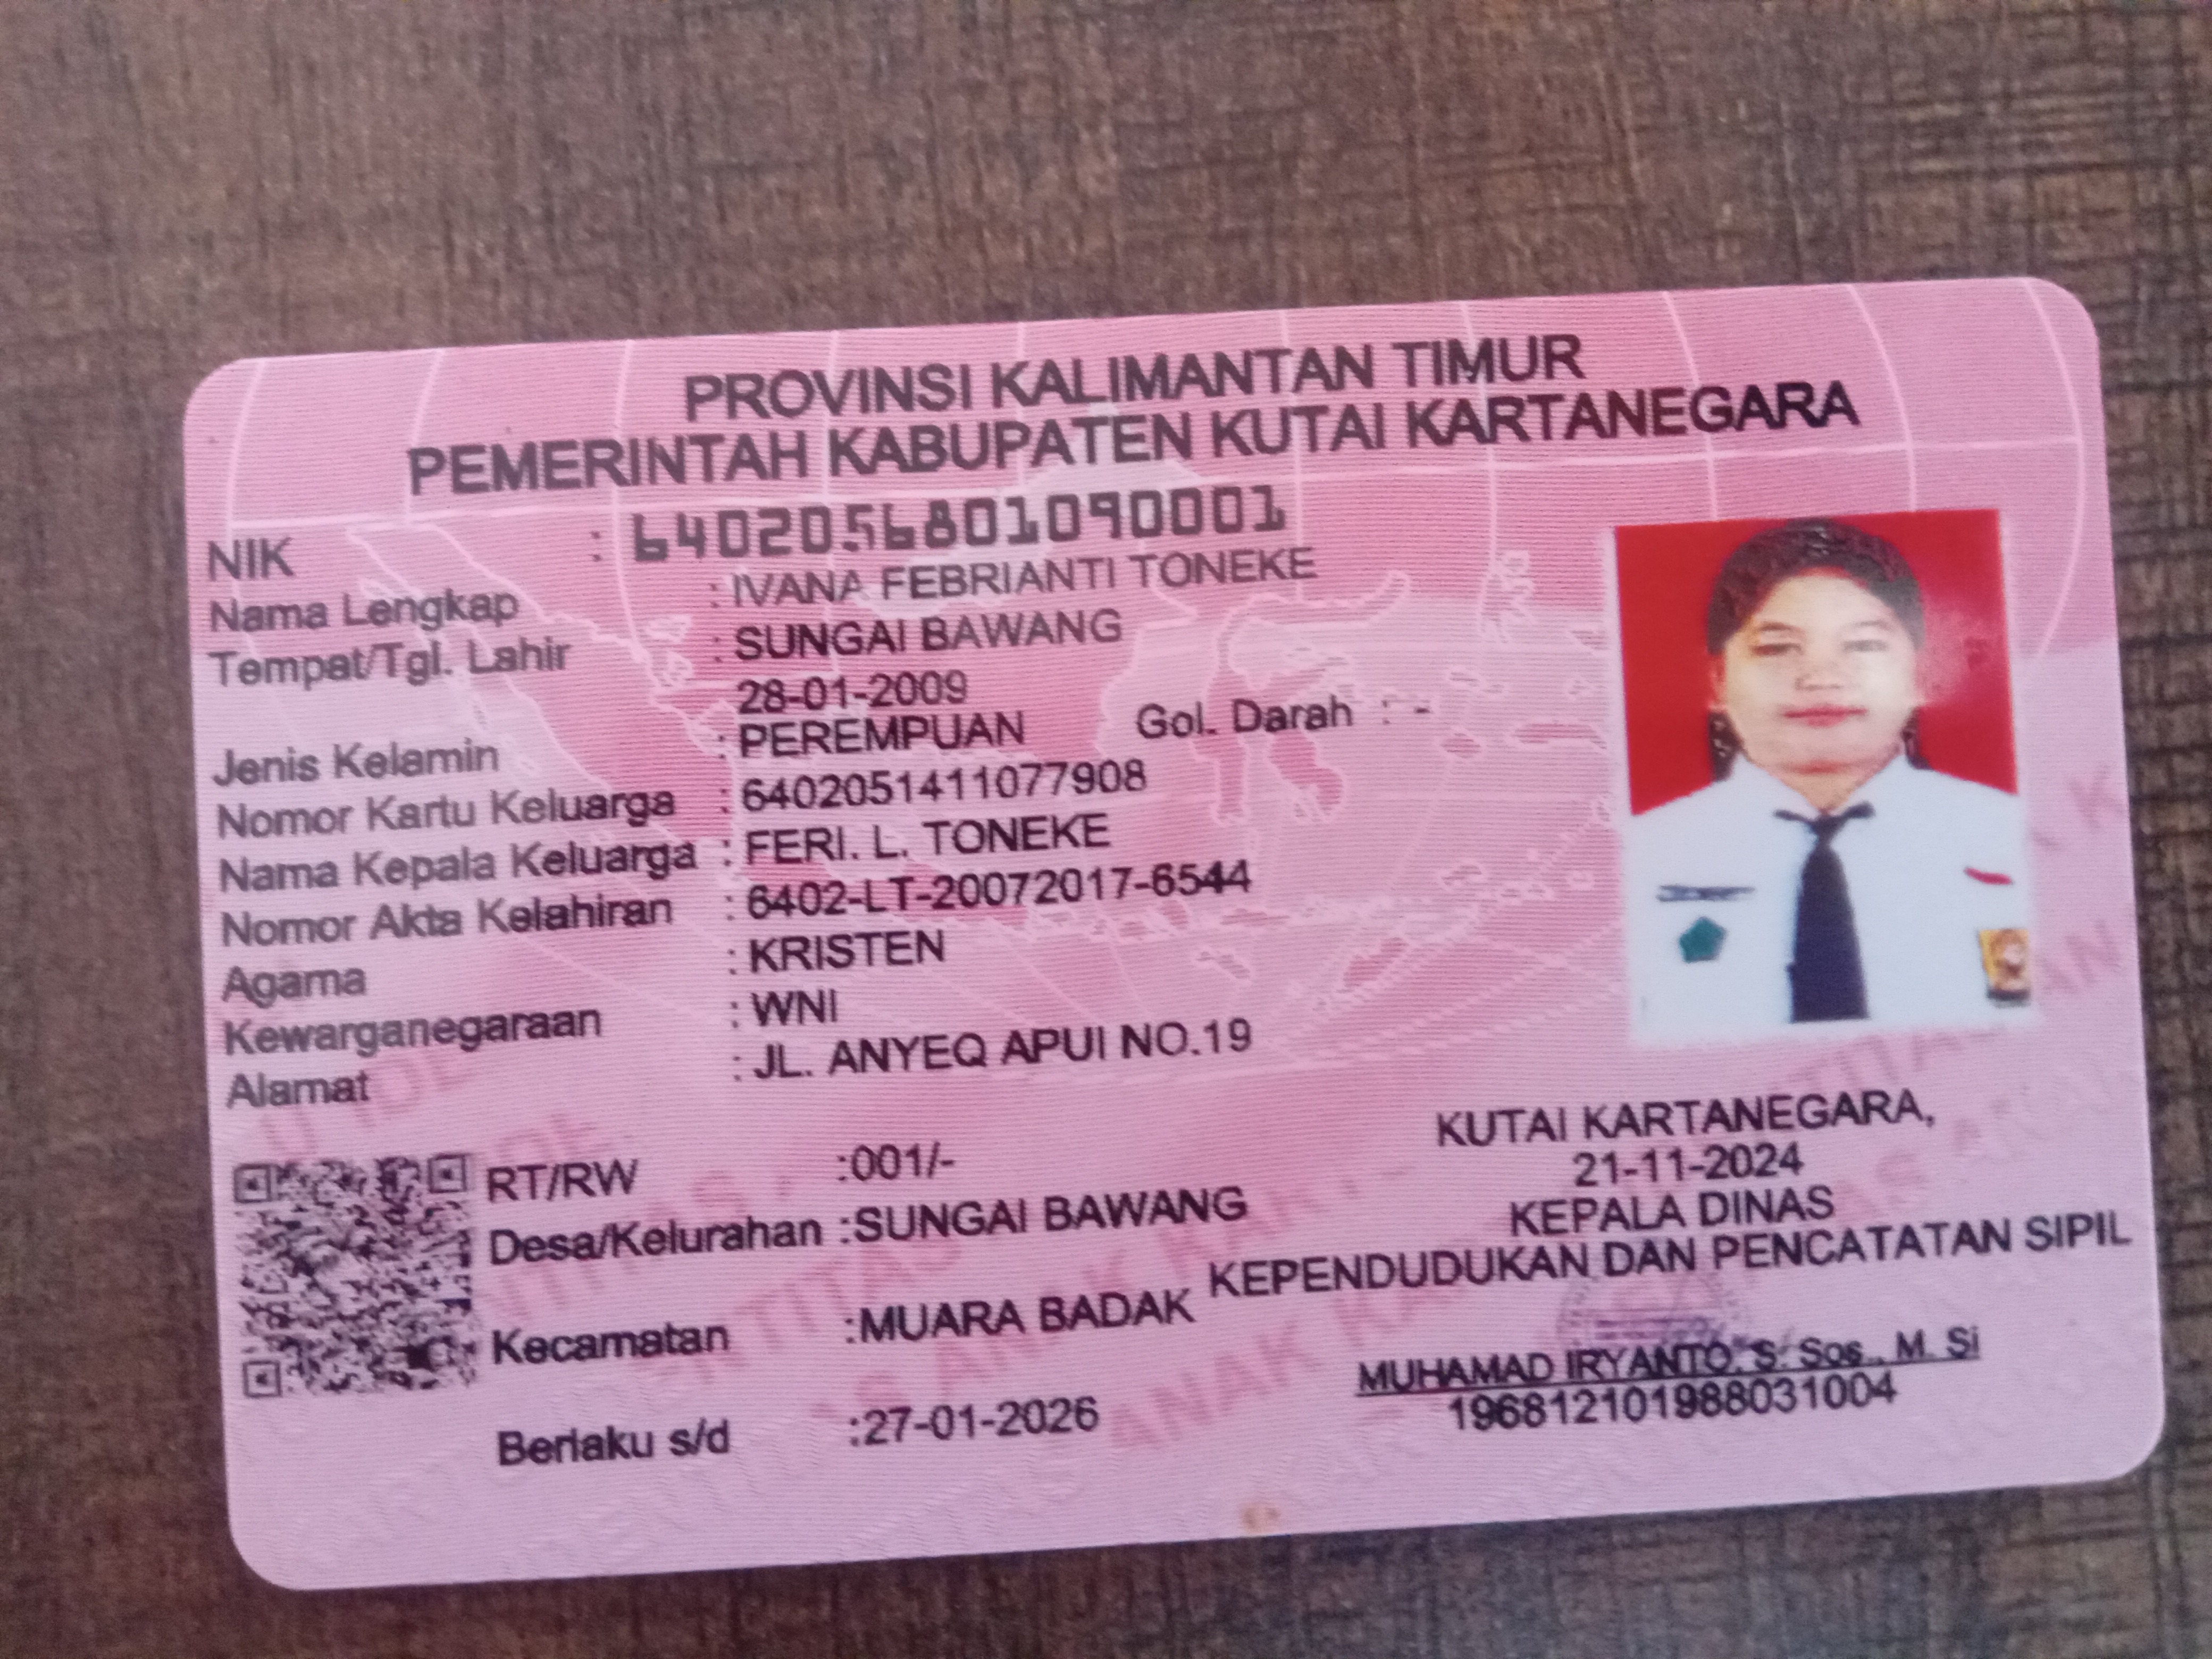 PROVINSI KALIMANTAN TIMUR
PEMERINTAH KABUPATEN KUTAI KARTANEGARA
NIK : 6402056801090001
Nama Lengkap : IVANA FEBRIANTI TONEKE
Tempat/Tgl. Lahir : SUNGAI BAWANG
28-01-2009
Jenis Kelamin : PEREMPUAN Gol. Darah : -
Nomor Kartu Keluarga : 6402051411077908
Nama Kepala Keluarga : FERI. L. TONEKE
Nomor Akta Kelahiran : 6402-LT-20072017-6544
Agama : KRISTEN
Kewarganegaraan : WNI
Alamat : JL. ANYEQ APUI NO.19
RT/RW :001/-
Desa/Kelurahan :SUNGAI BAWANG
Kecamatan :MUARA BADAK
Berlaku s/d :27-01-2026
KUTAI KARTANEGARA,
21-11-2024
KEPALA DINAS
KEPENDUDUKAN DAN PENCATATAN SIPIL
MUHAMAD IRYANTO, S. Sos., M. Si
196812101988031004